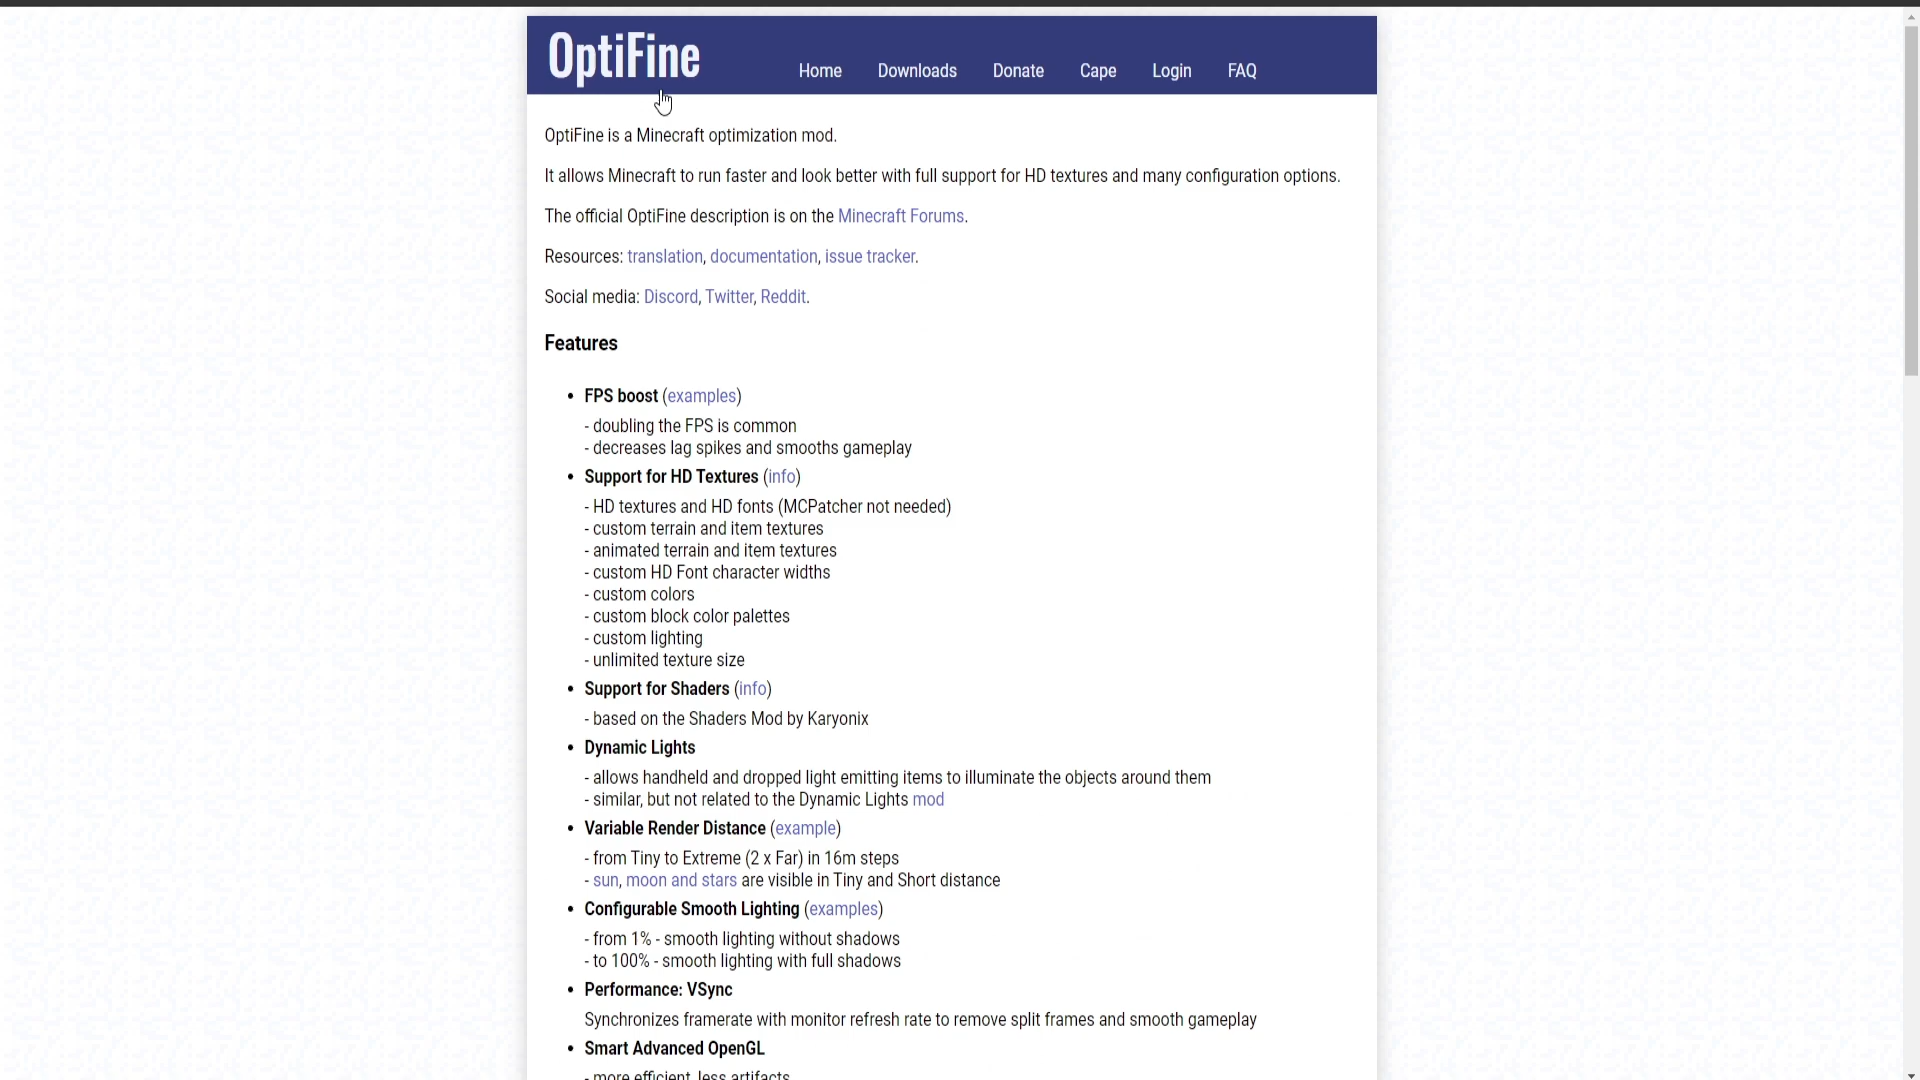 OptiFine
Home Downloads Donate Cape Login FAQ
OptiFine is a Minecraft optimization mod.
It allows Minecraft to run faster and look better with full support for HD textures and many configuration options.
The official OptiFine description is on the Minecraft Forums.
Resources: translation, documentation, issue tracker.
Social media: Discord, Twitter, Reddit.
Features
• FPS boost (examples)
- doubling the FPS is common
- decreases lag spikes and smooths gameplay
• Support for HD Textures (info)
- HD textures and HD fonts (MCPatcher not needed)
- custom terrain and item textures
- animated terrain and item textures
- custom HD Font character widths
- custom colors
- custom block color palettes
- custom lighting
- unlimited texture size
• Support for Shaders (info)
- based on the Shaders Mod by Karyonix
• Dynamic Lights
- allows handheld and dropped light emitting items to illuminate the objects around them
- similar, but not related to the Dynamic Lights mod
• Variable Render Distance (example)
- from Tiny to Extreme (2 x Far) in 16m steps
- sun, moon and stars are visible in Tiny and Short distance
• Configurable Smooth Lighting (examples)
- from 1% - smooth lighting without shadows
- to 100% - smooth lighting with full shadows
• Performance: VSync
Synchronizes framerate with monitor refresh rate to remove split frames and smooth gameplay
• Smart Advanced OpenGL
- more efficient, less artifacts